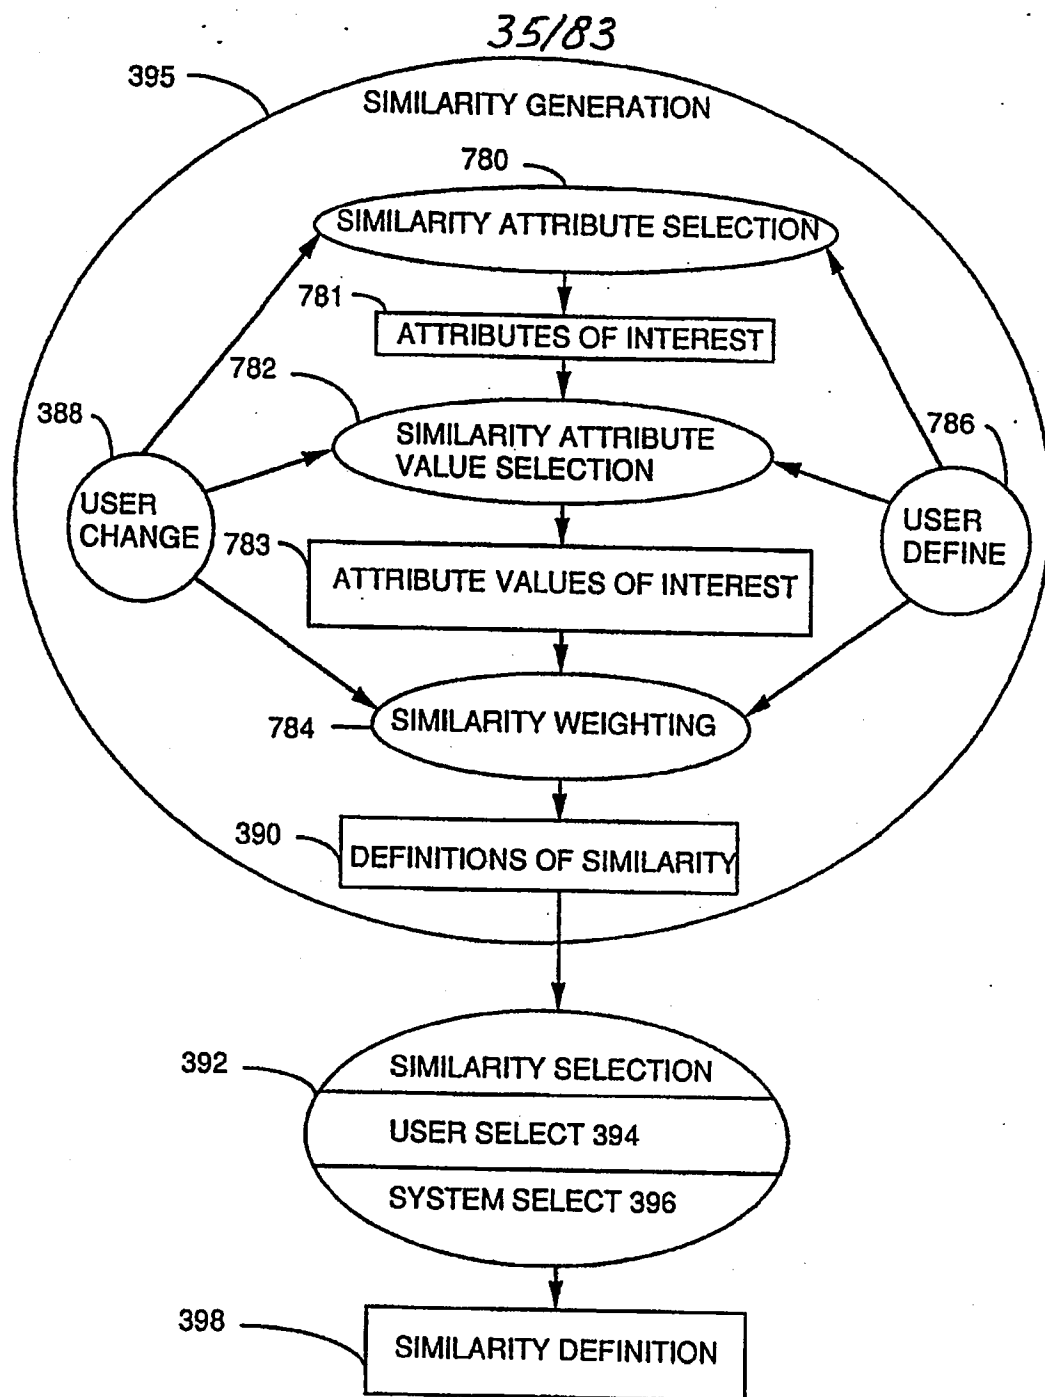 35/83
395
SIMILARITY GENERATION
780
SIMILARITY ATTRIBUTE SELECTION
781
ATTRIBUTES OF INTEREST
782
388
SIMILARITY ATTRIBUTE
VALUE SELECTION
786
USER
CHANGE
USER
DEFINE
783
ATTRIBUTE VALUES OF INTEREST
784
SIMILARITY WEIGHTING
390
DEFINITIONS OF SIMILARITY
392
SIMILARITY SELECTION
USER SELECT 394
SYSTEM SELECT 396
398
SIMILARITY DEFINITION